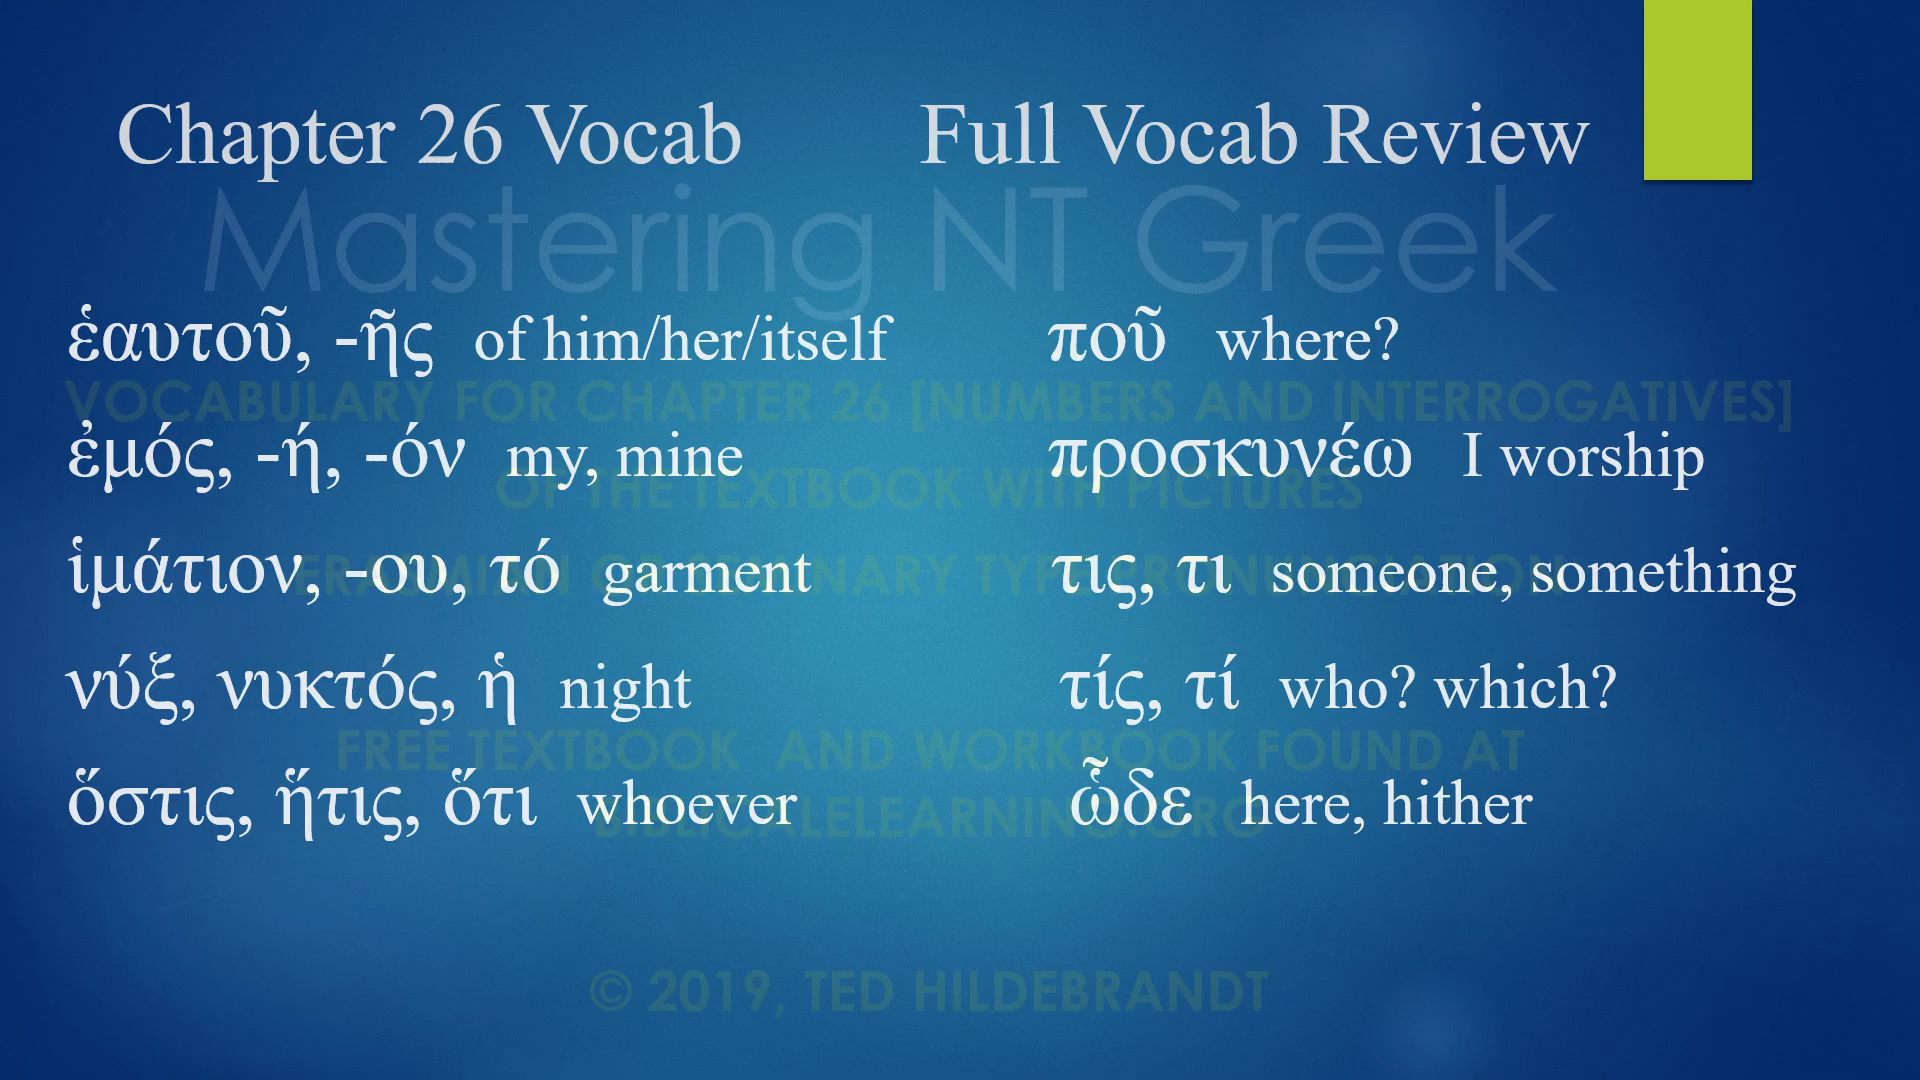 Chapter 26 Vocab Full Vocab Review
Mastering NT Greek
ἑαυτοῦ, -ῆς of him/her/itself
ποῦ where?
VOCABULARY FOR CHAPTER 26 [NUMBERS AND INTERROGATIVES]
ἐμός, -ή, -όν my, mine
προσκυνέω I worship
OF THE TEXTBOOK WITH PICTURES
ἱμάτιον, -ου, τό garment
τις, τι someone, something
νύξ, νυκτός, ἡ night
τίς, τί who? which?
FREE TEXTBOOK AND WORKBOOK FOUND AT
ὅστις, ἥτις, ὅτι whoever
ὧδε here, hither
BIBLICALELEARNING.ORG
© 2019, TED HILDEBRANDT